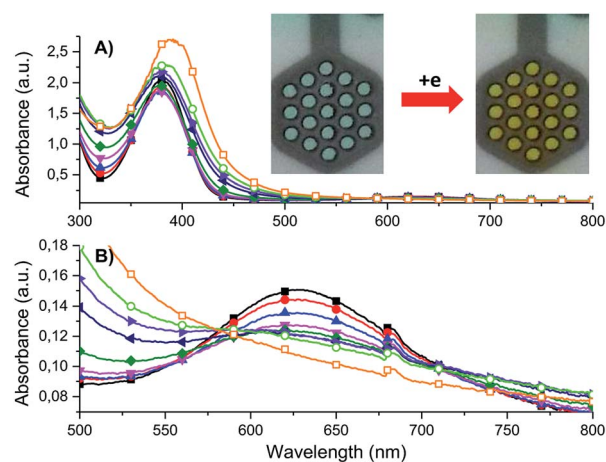 A)
+e
Absorbance (a.u.)
2,5
2,0
1,5
1,0
0,5
300 400 500 600 700 800
B)
Absorbance (a.u.)
0,18
0,16
0,14
0,12
0,10
0,08
500 550 600 650 700 750 800
Wavelength (nm)